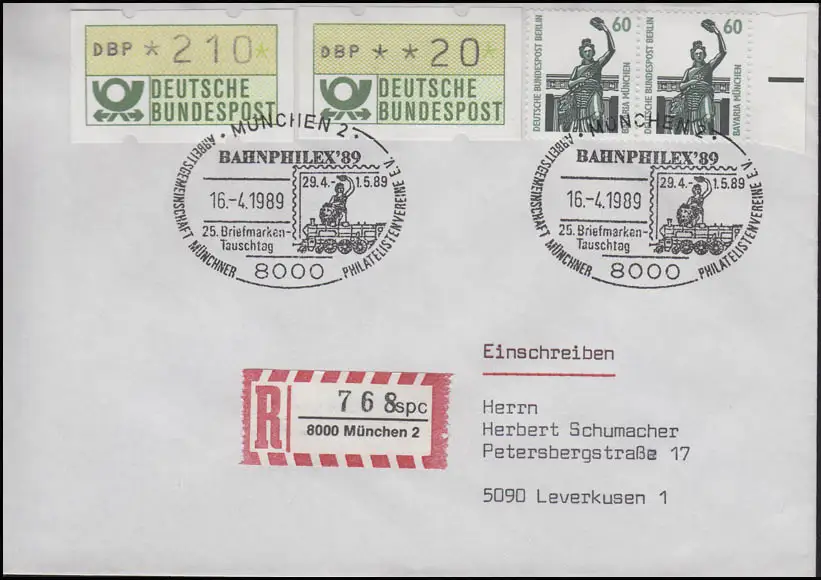 DBP *210*
DEUTSCHE
BUNDESPOST
DBP **20*
DEUTSCHE
BUNDESPOST
60
DEUTSCHE BUNDESPOST BERLIN
BAVARIA MÜNCHEN
60
DEUTSCHE BUNDESPOST BERLIN
BAVARIA MÜNCHEN
· MÜNCHEN 2 ·
BAHNPHILEX'89
29.4.- 1.5.89
16.-4.1989
25. Briefmarken-
Tauschtag
8000
ARBEITSGEMEINSCHAFT MÜNCHNER PHILATELISTENVEREINE E.V.
· MÜNCHEN 2 ·
BAHNPHILEX'89
29.4.- 1.5.89
16.-4.1989
25. Briefmarken-
Tauschtag
8000
ARBEITSGEMEINSCHAFT MÜNCHNER PHILATELISTENVEREINE E.V.
Einschreiben
R
768spc
8000 München 2
Herrn
Herbert Schumacher
Petersbergstraße 17
5090 Leverkusen 1